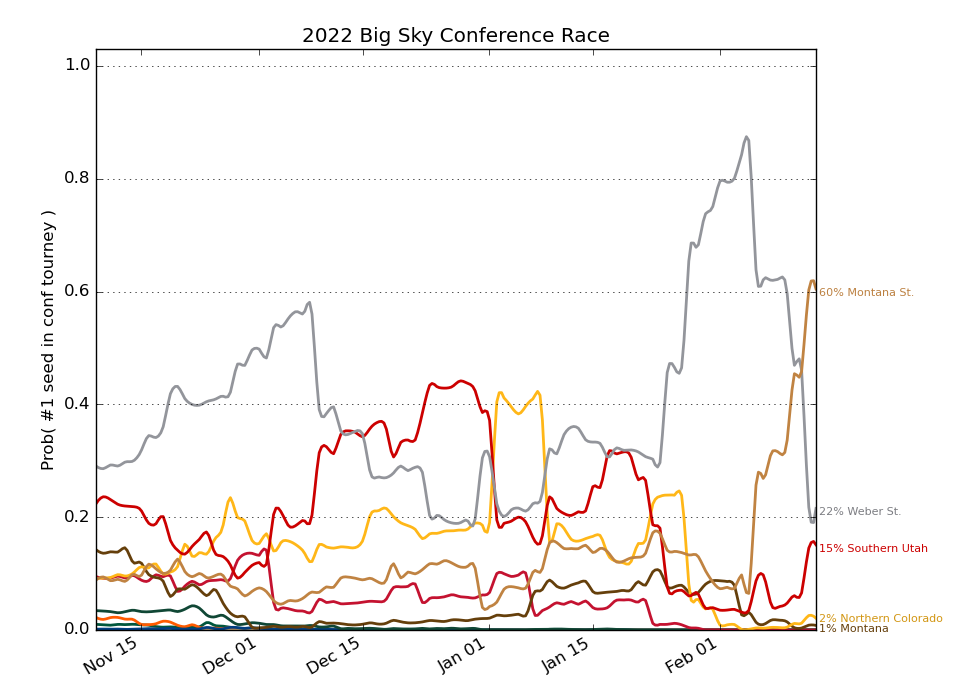 2022 Big Sky Conference Race
Prob( #1 seed in conf tourney )
1.0
0.8
0.6
0.4
0.2
0.0
Nov 15
Dec 01
Dec 15
Jan 01
Jan 15
Feb 01
60% Montana St.
22% Weber St.
15% Southern Utah
2% Northern Colorado
1% Montana